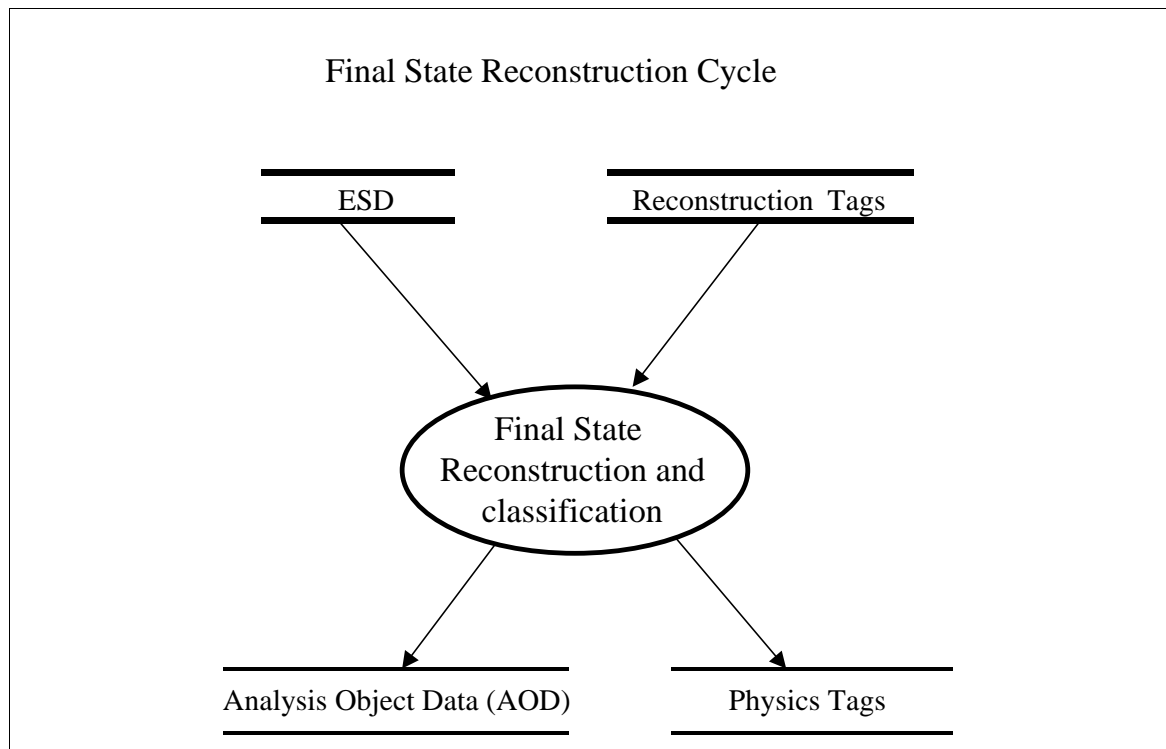 Final State Reconstruction Cycle
ESD
Reconstruction Tags
Final State
Reconstruction and
classification
Analysis Object Data (AOD)
Physics Tags